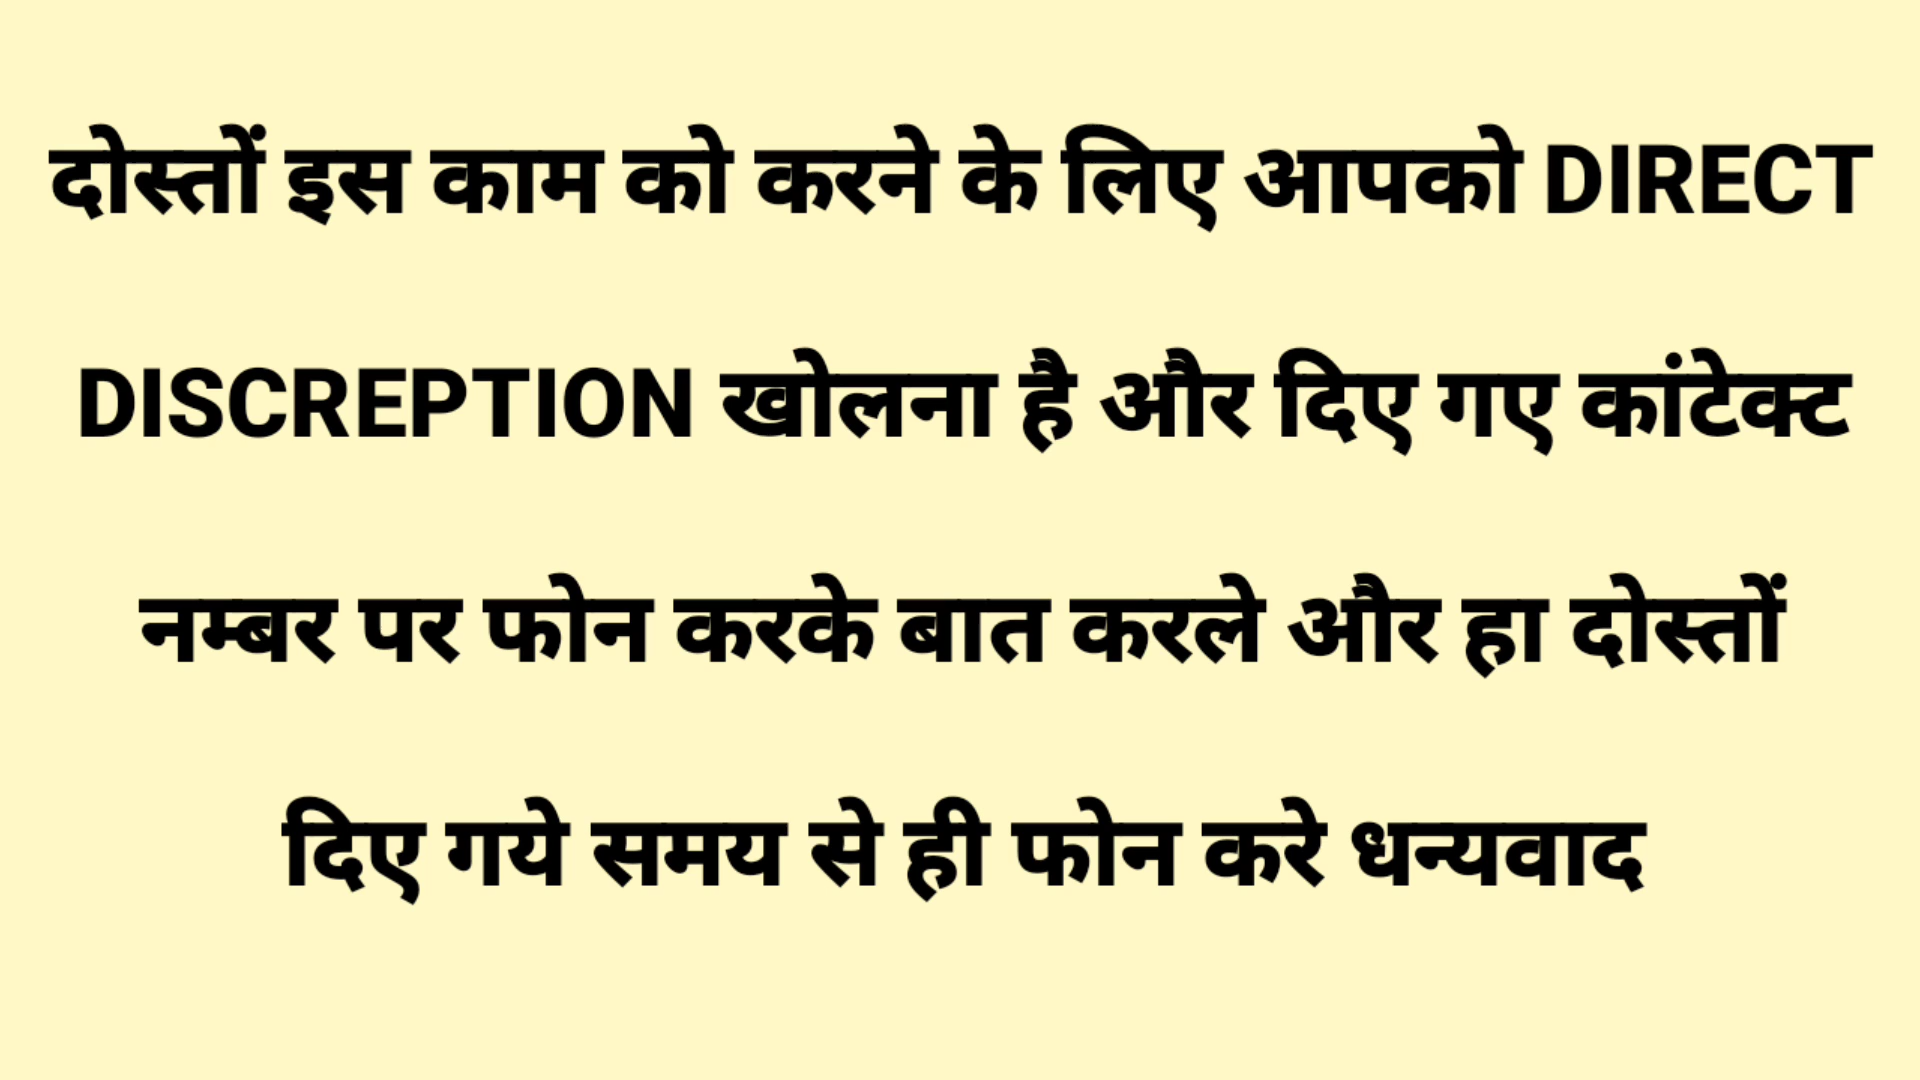 दोस्तों इस काम को करने के लिए आपको DIRECT
DISCREPTION खोलना है और दिए गए कांटेक्ट
नम्बर पर फोन करके बात करले और हा दोस्तों
दिए गये समय से ही फोन करे धन्यवाद